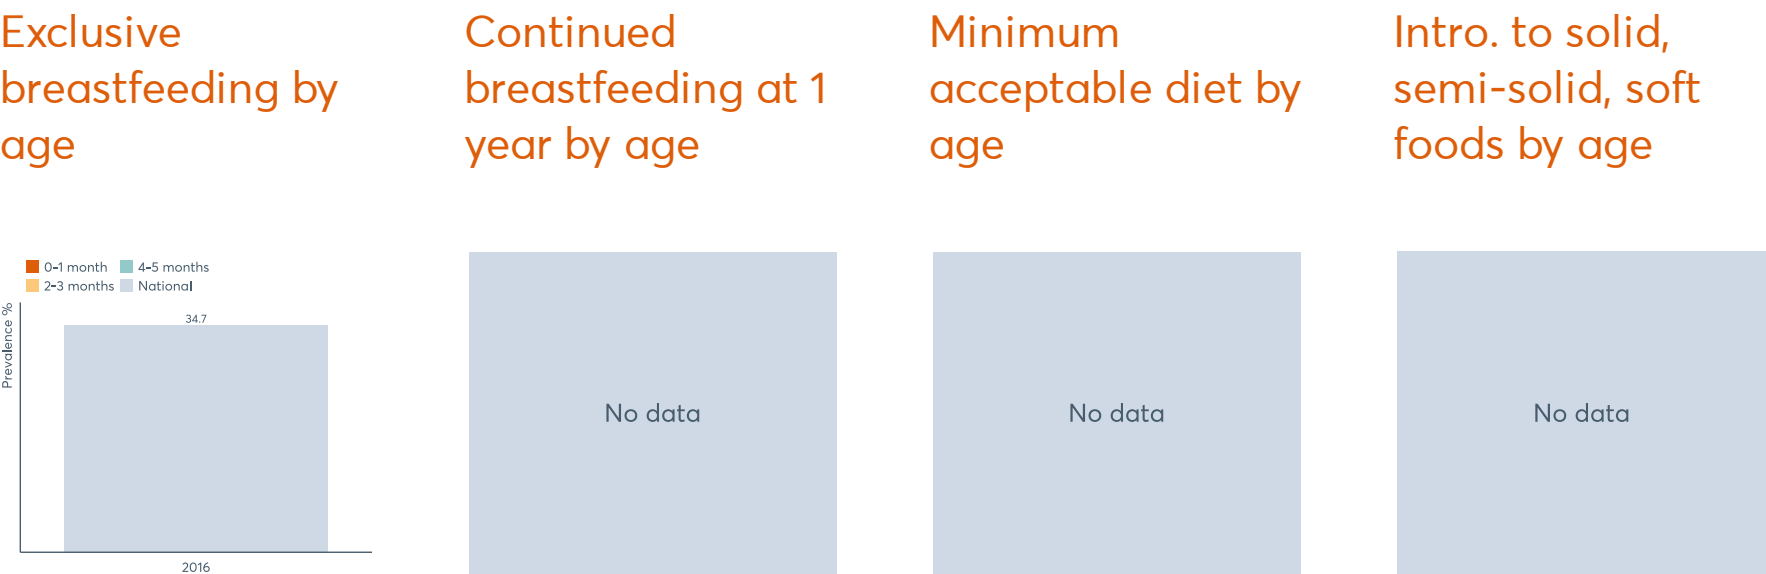 Exclusive
breastfeeding by
age
Continued
breastfeeding at 1
year by age
Minimum
acceptable diet by
age
Intro. to solid,
semi-solid, soft
foods by age
0-1 month
2-3 months
4-5 months
National
Prevalence %
34.7
2016
No data
No data
No data